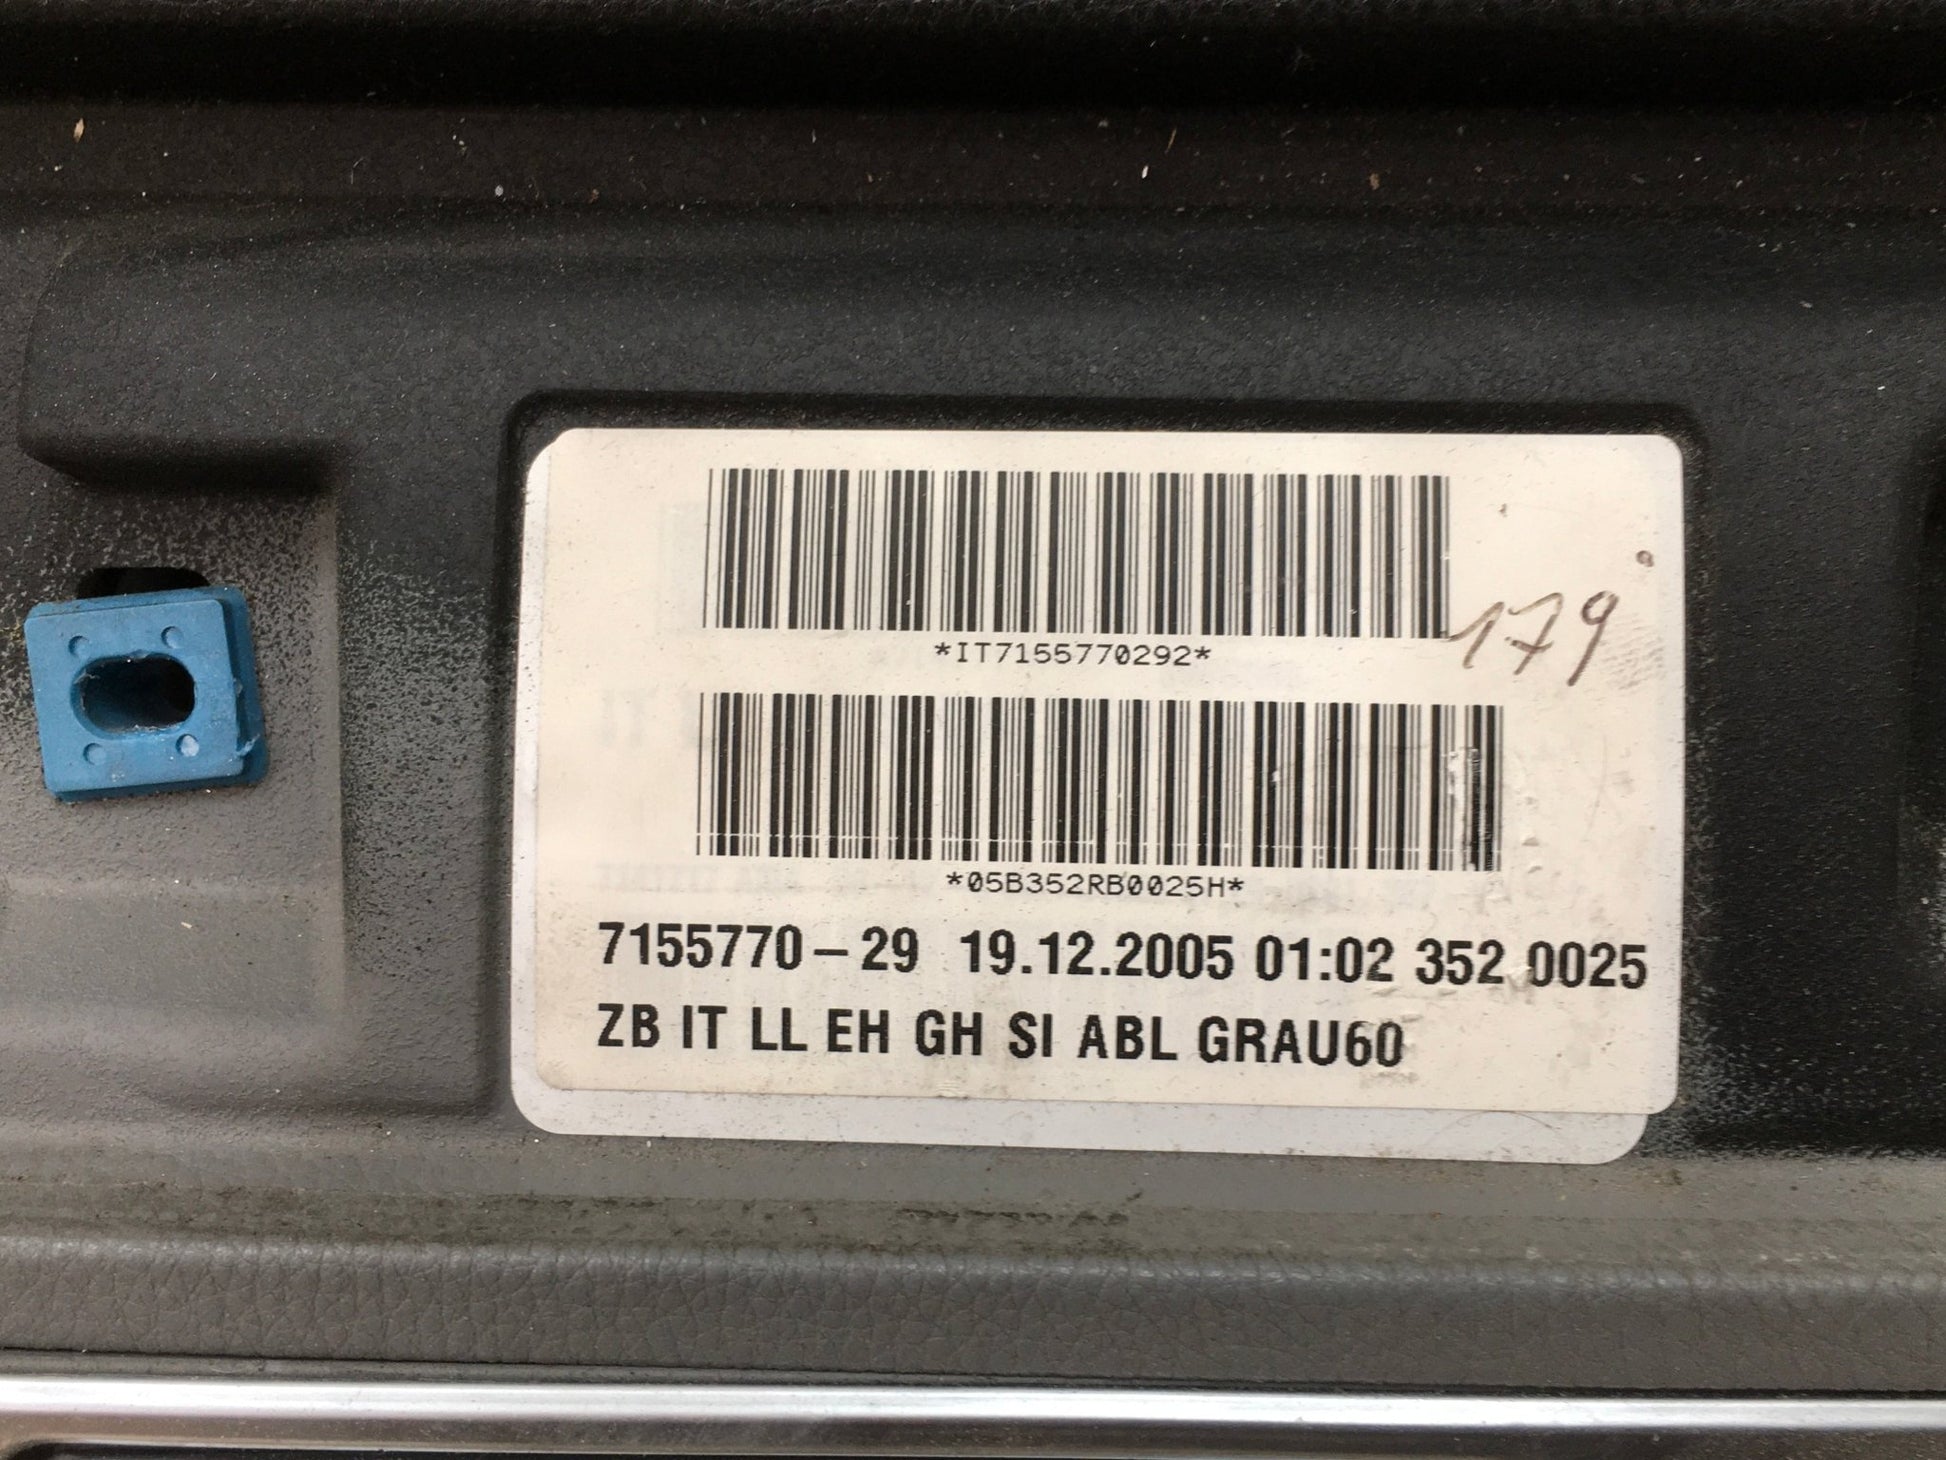 *IT7155770292*
179
*05B352RB0025H*
7155770-29 19.12.2005 01:02 352 0025
ZB IT LL EH GH SI ABL GRAU60